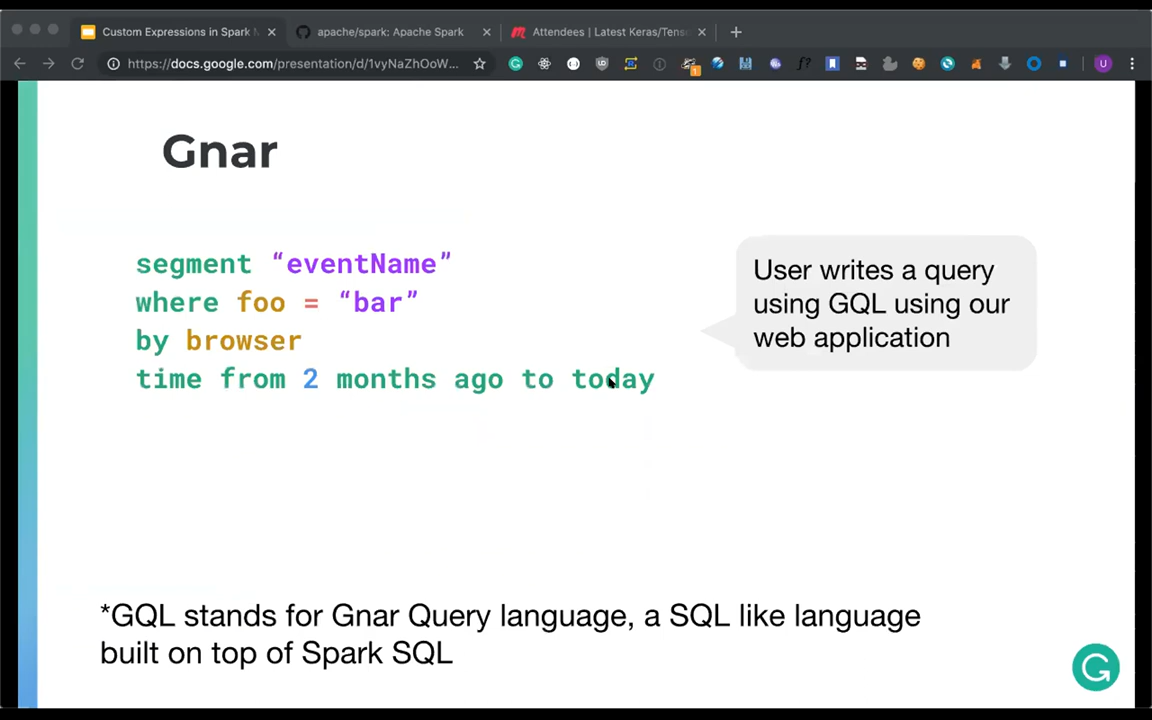 Custom Expressions in Spark M
apache/spark: Apache Spark
Attendees | Latest Keras/Tens
https://docs.google.com/presentation/d/1vyNaZhOoW...
Gnar
segment “eventName”
where foo = “bar”
by browser
time from 2 months ago to today
User writes a query
using GQL using our
web application
*GQL stands for Gnar Query language, a SQL like language
built on top of Spark SQL